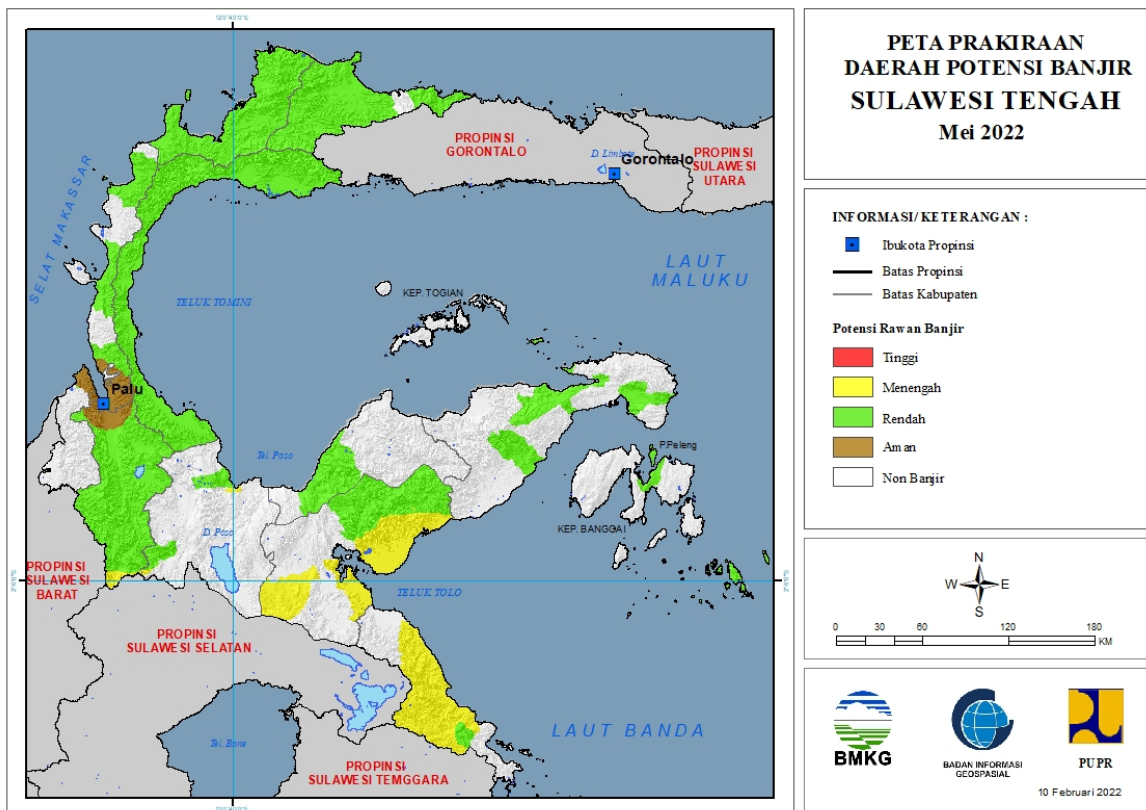 PETA PRAKIRAAN
DAERAH POTENSI BANJIR
SULAWESI TENGAH
Mei 2022
INFORMASI/ KETERANGAN :
Ibukota Propinsi
Batas Propinsi
Batas Kabupaten
Potensi Rawan Banjir
Tinggi
Menengah
Rendah
Aman
Non Banjir
N
W E
S
0 30 60 120 180
KM
BMKG
BADAN INFORMASI
GEOSPASIAL
PUPR
10 Februari 2022
120°0'0"E
PROPINSI
GORONTALO
D. Limboto
Gorontalo
PROPINSI
SULAWESI
UTARA
SELAT MAKASSAR
LAUT
MALUKU
TELUK TOMINI
KEP. TOGIAN
Palu
Tel. Poso
P.Peleng
KEP. BANGGAI
D. Poso
PROPINSI
SULAWESI
BARAT
TELUK TOLO
PROPINSI
SULAWESI SELATAN
LAUT BANDA
Tel. Bone
PROPINSI
SULAWESI TEMGGARA